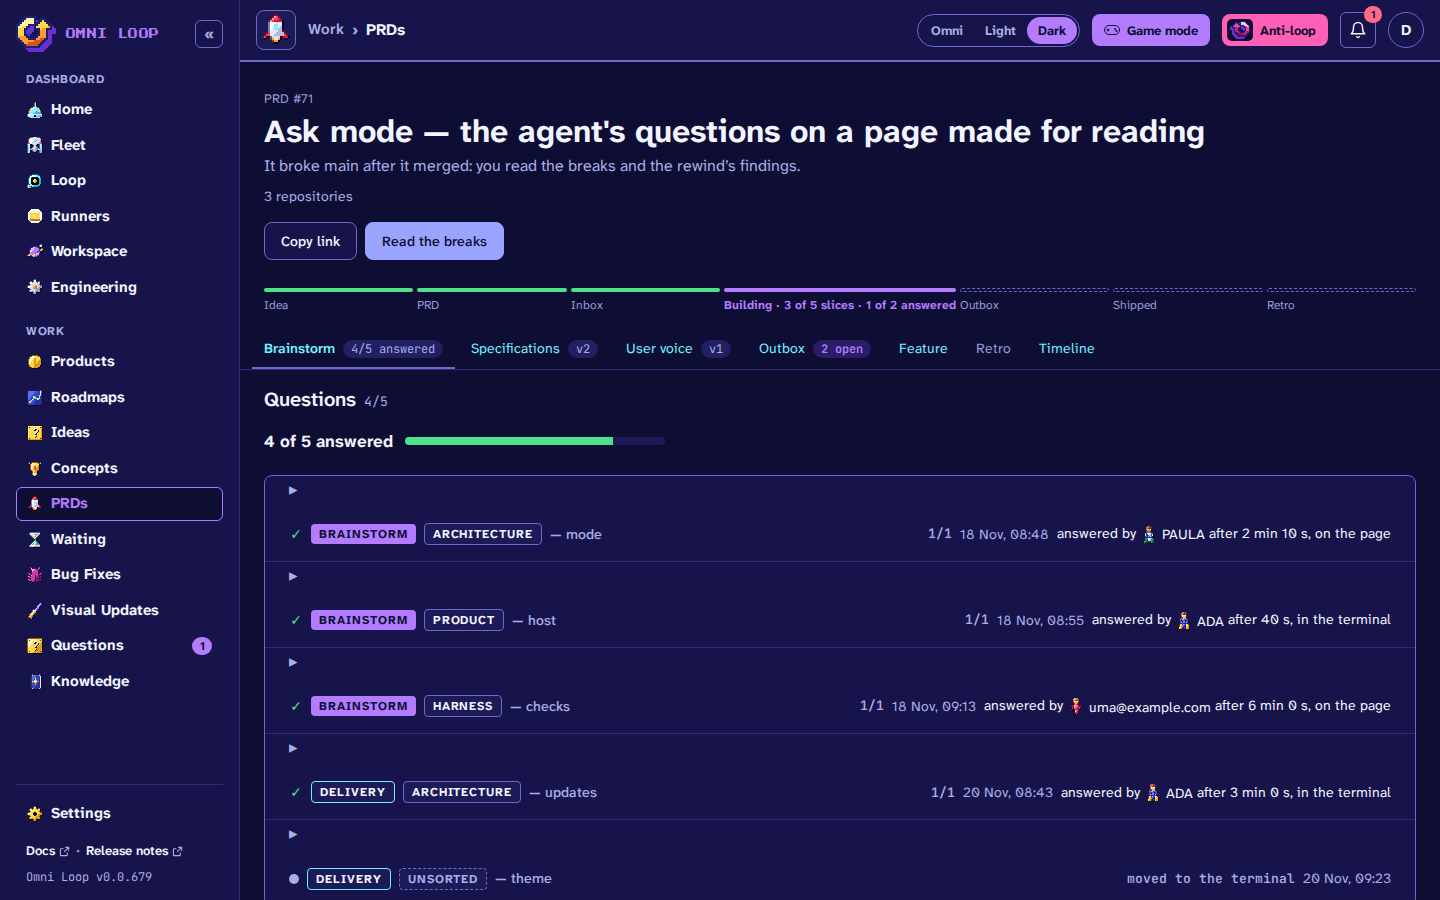 OMNI LOOP
«
Work › PRDs
Omni Light Dark
Game mode
Anti-loop
1
D
DASHBOARD
Home
Fleet
Loop
Runners
Workspace
Engineering
WORK
Products
Roadmaps
Ideas
Concepts
PRDs
Waiting
Bug Fixes
Visual Updates
Questions 1
Knowledge
Settings
Docs · Release notes
Omni Loop v0.0.679
PRD #71
Ask mode — the agent's questions on a page made for reading
It broke main after it merged: you read the breaks and the rewind's findings.
3 repositories
Copy link
Read the breaks
Idea PRD Inbox Building · 3 of 5 slices · 1 of 2 answered Outbox Shipped Retro
Brainstorm 4/5 answered Specifications v2 User voice v1 Outbox 2 open Feature Retro Timeline
Questions 4/5
4 of 5 answered
▶
✓ BRAINSTORM ARCHITECTURE — mode 1/1 18 Nov, 08:48 answered by PAULA after 2 min 10 s, on the page
▶
✓ BRAINSTORM PRODUCT — host 1/1 18 Nov, 08:55 answered by ADA after 40 s, in the terminal
▶
✓ BRAINSTORM HARNESS — checks 1/1 18 Nov, 09:13 answered by uma@example.com after 6 min 0 s, on the page
▶
✓ DELIVERY ARCHITECTURE — updates 1/1 20 Nov, 08:43 answered by ADA after 3 min 0 s, in the terminal
▶
DELIVERY UNSORTED — theme moved to the terminal 20 Nov, 09:23